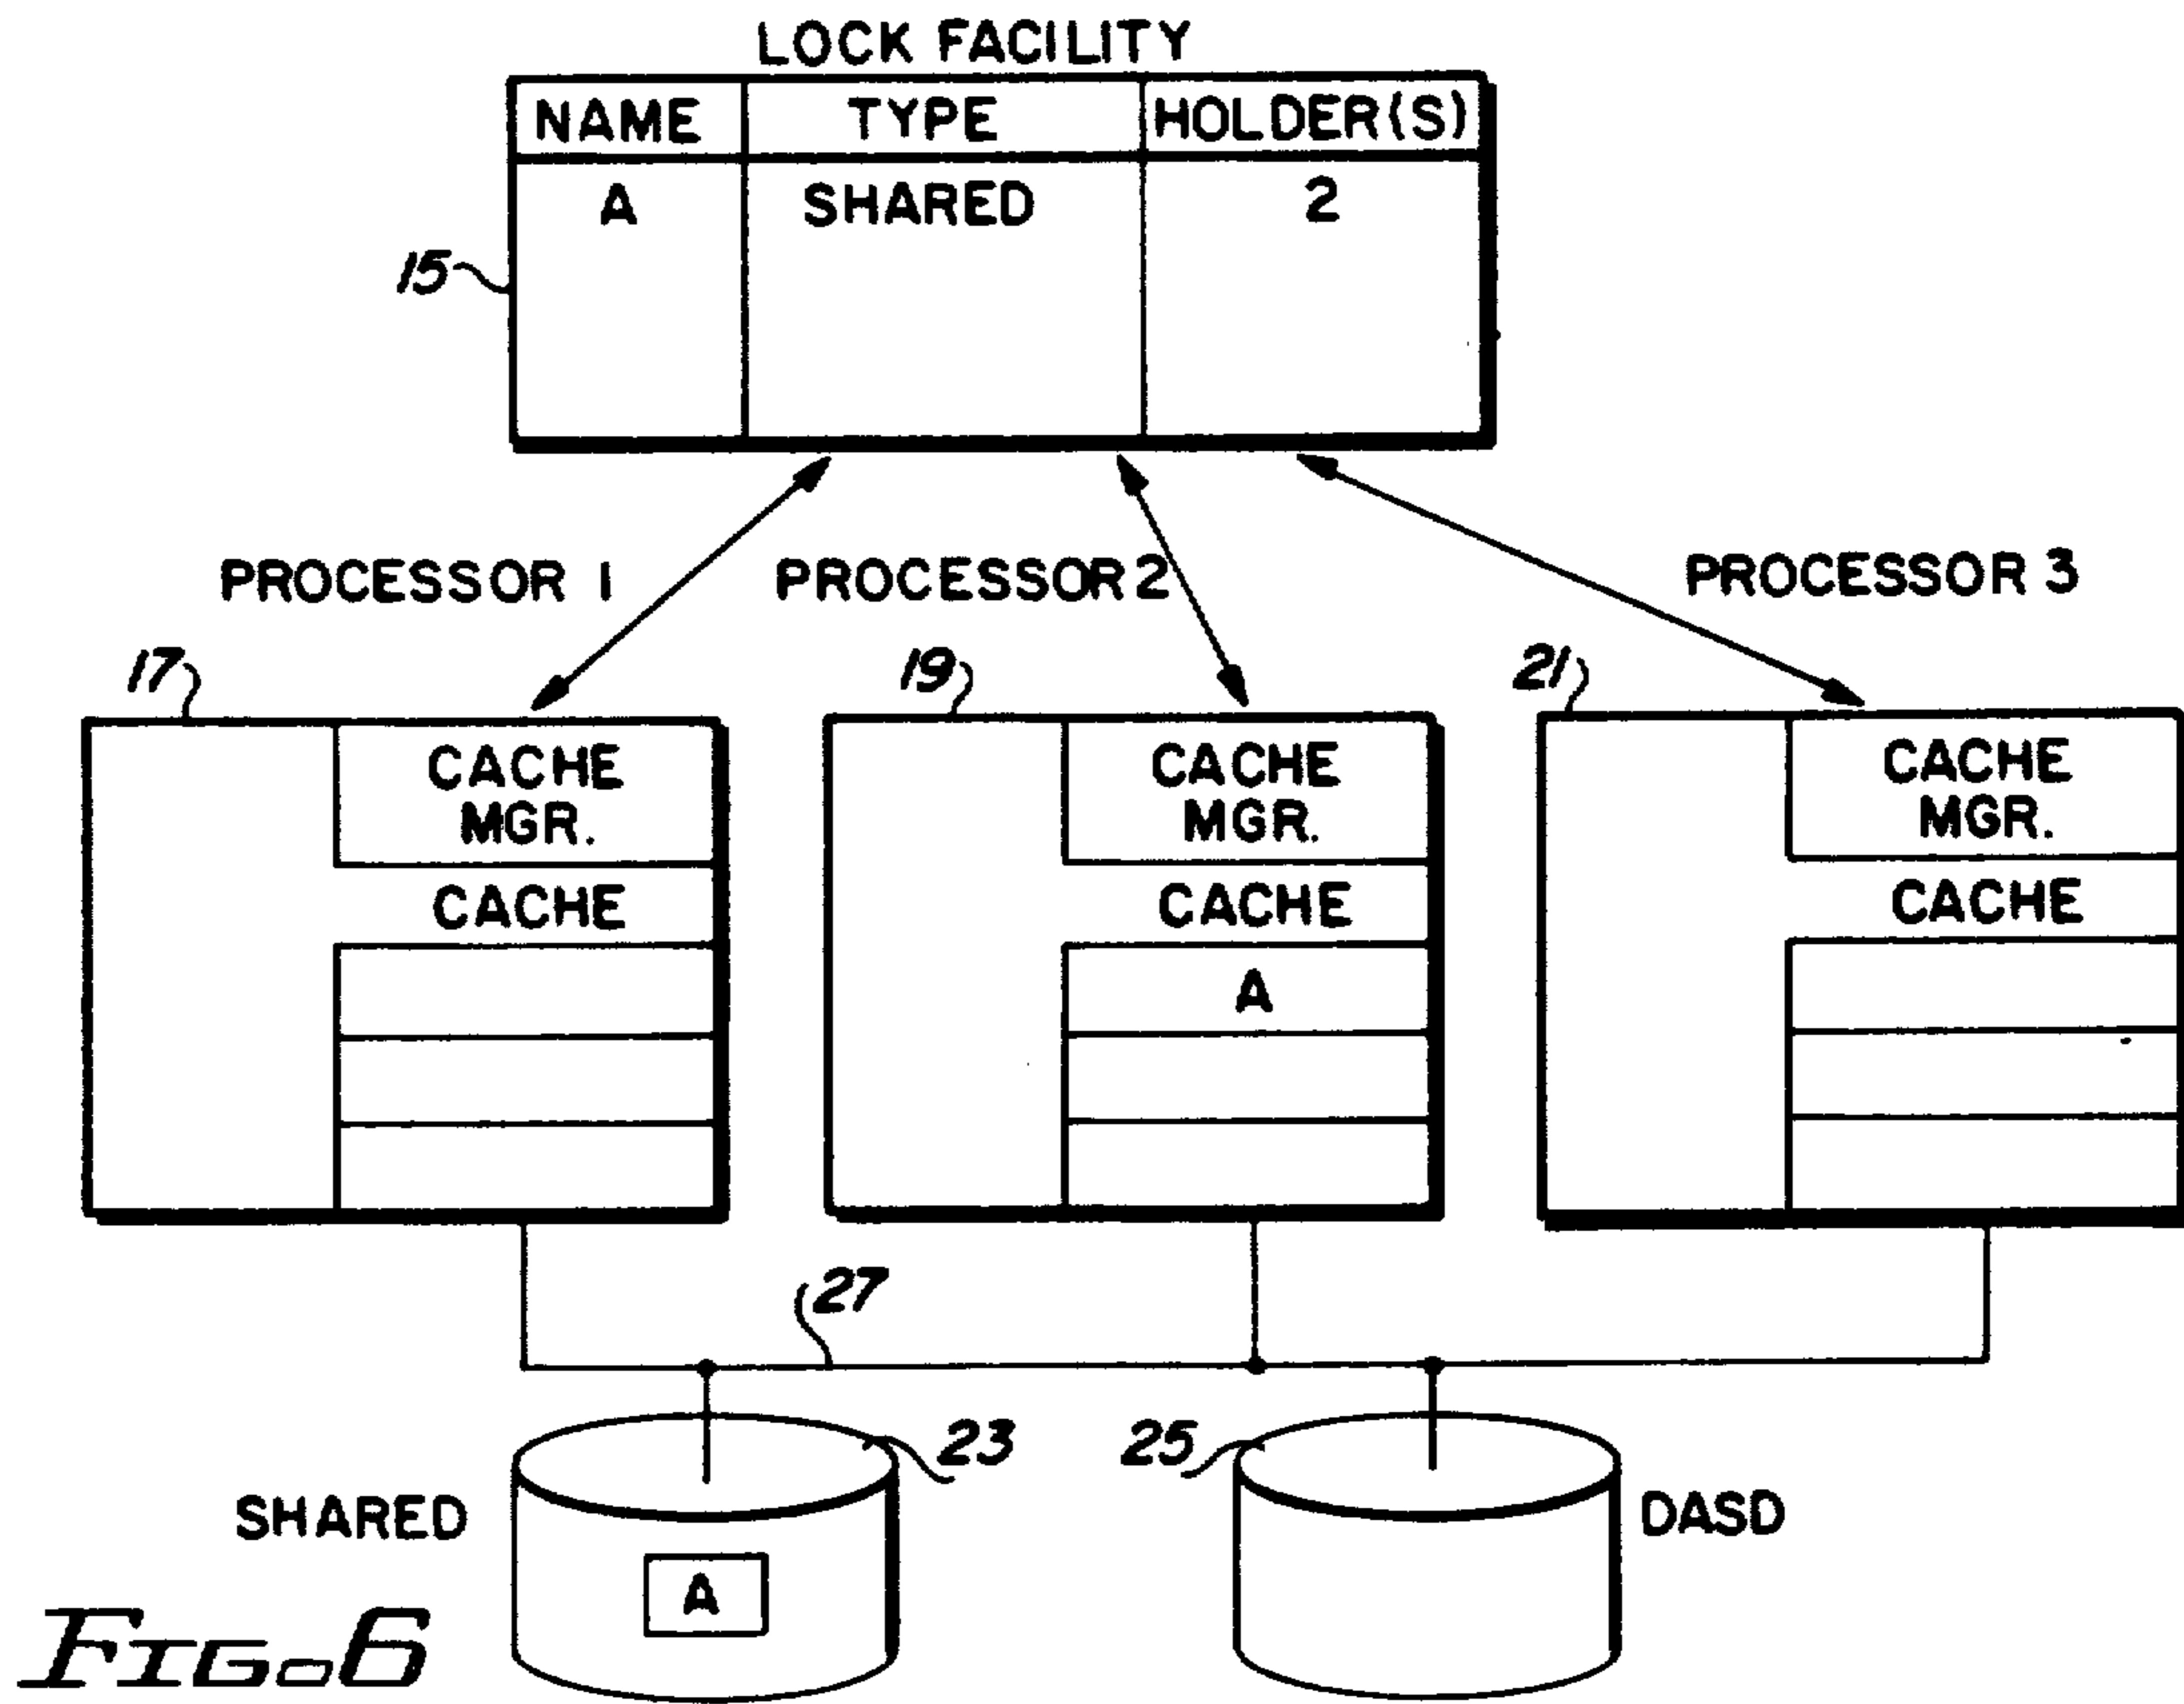 LOCK FACILITY
NAME TYPE HOLDER(S)
A SHARED 2
15
PROCESSOR 1 PROCESSOR 2 PROCESSOR 3
17 19 21
CACHE MGR.
CACHE
CACHE MGR.
CACHE
A
CACHE MGR.
CACHE
27
23 25
SHARED DASD
A
FIG. 6